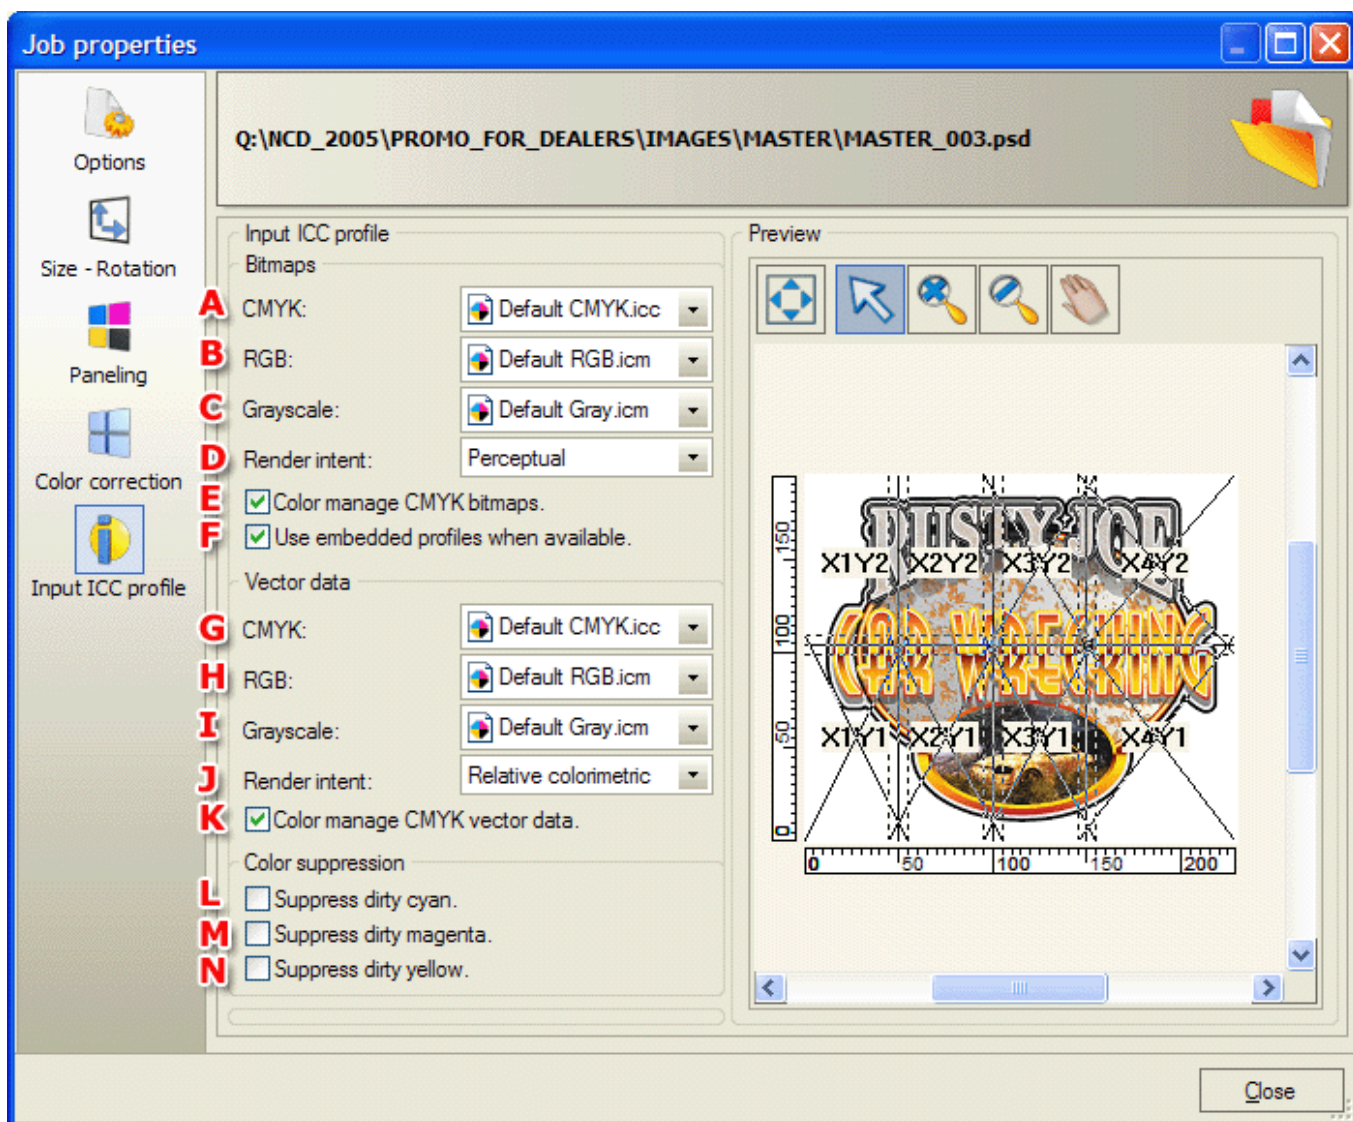 Job properties
Options
Size - Rotation
Paneling
Color correction
Input ICC profile
Q:\NCD_2005\PROMO_FOR_DEALERS\IMAGES\MASTER\MASTER_003.psd
Input ICC profile
Bitmaps
A CMYK: Default CMYK.icc
B RGB: Default RGB.icm
C Grayscale: Default Gray.icm
D Render intent: Perceptual
E Color manage CMYK bitmaps.
F Use embedded profiles when available.
Vector data
G CMYK: Default CMYK.icc
H RGB: Default RGB.icm
I Grayscale: Default Gray.icm
J Render intent: Relative colorimetric
K Color manage CMYK vector data.
Color suppression
L Suppress dirty cyan.
M Suppress dirty magenta.
N Suppress dirty yellow.
Preview
RUSTY JOE
X1Y2 X2Y2 X3Y2 X4Y2
CAR WRECKING
X1Y1 X2Y1 X3Y1 X4Y1
150
100
50
0
0 50 100 150 200
Close